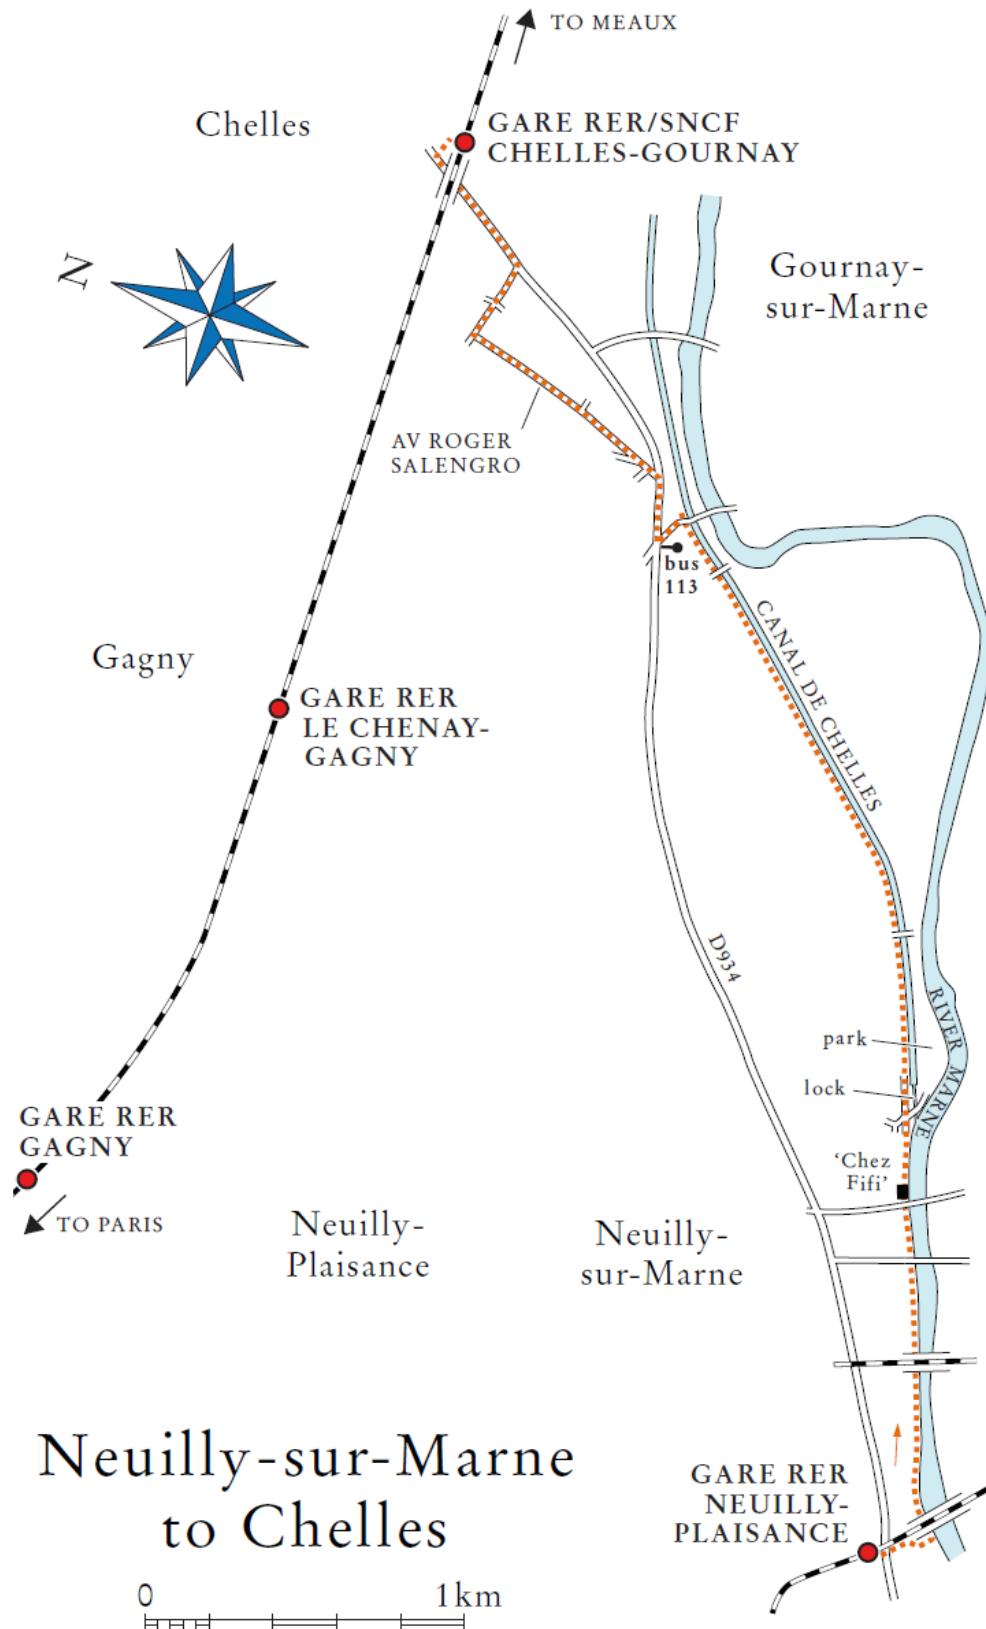 TO MEAUX
Chelles
GARE RER/SNCF
CHELLES-GOURNAY
N
Gournay-
sur-Marne
AV ROGER
SALENGRO
bus
113
CANAL DE CHELLES
Gagny
GARE RER
LE CHENAY-
GAGNY
D934
RIVER MARNE
park
lock
GARE RER
GAGNY
'Chez
Fifi'
TO PARIS
Neuilly-
Plaisance
Neuilly-
sur-Marne
Neuilly-sur-Marne
to Chelles
GARE RER
NEUILLY-
PLAISANCE
0 1km